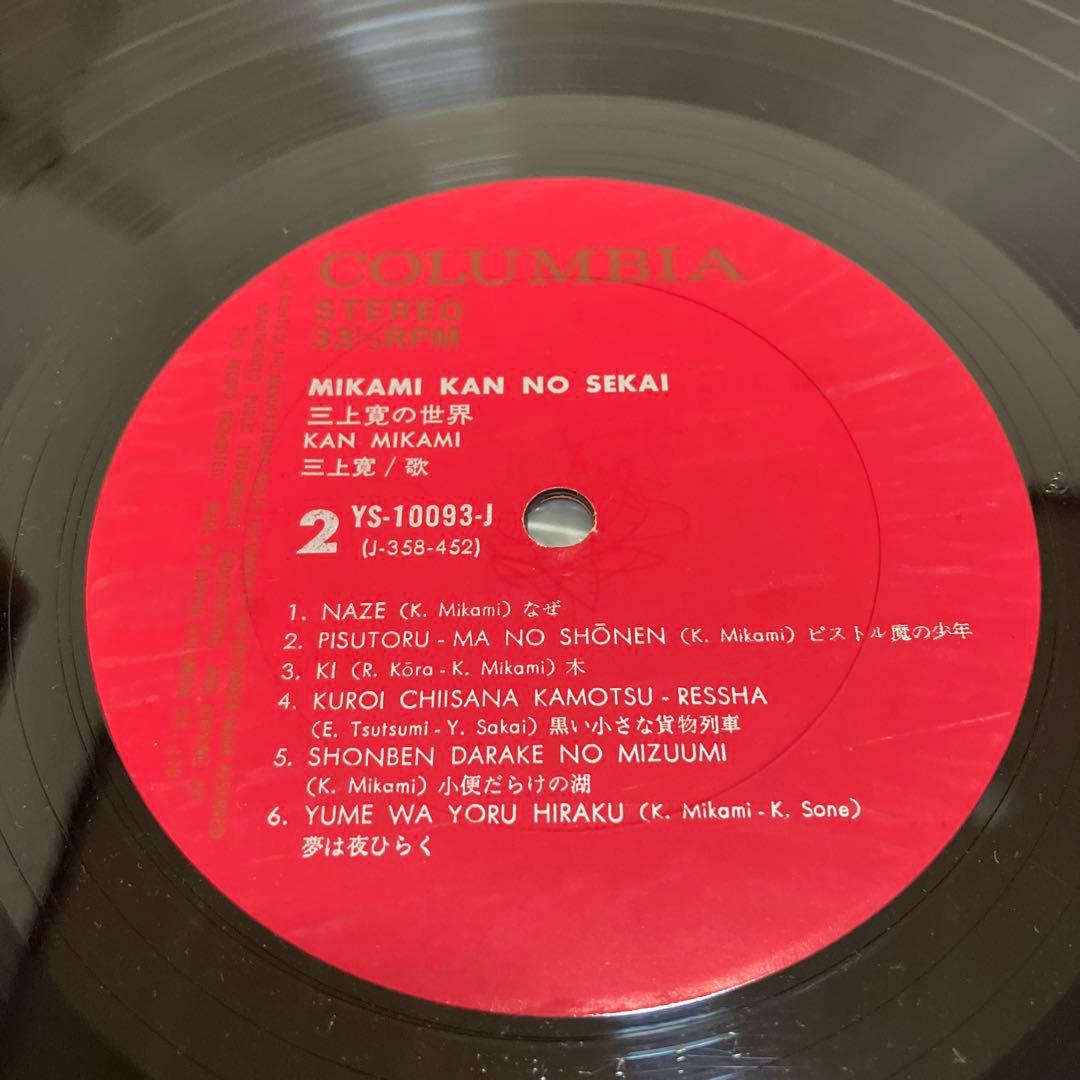 COLUMBIA
STEREO
33⅓RPM
MIKAMI KAN NO SEKAI
三上寛の世界
KAN MIKAMI
三上寛 / 歌
2 YS-10093-J
(J-358-452)
1. NAZE (K. Mikami) なぜ
2. PISUTORU - MA NO SHŌNEN (K. Mikami) ピストル魔の少年
3. KI (R. Kōra - K. Mikami) 木
4. KUROI CHIISANA KAMOTSU - RESSHA
(E. Tsutsumi - Y. Sakai) 黒い小さな貨物列車
5. SHONBEN DARAKE NO MIZUUMI
(K. Mikami) 小便だらけの湖
6. YUME WA YORU HIRAKU (K. Mikami - K. Sone)
夢は夜ひらく